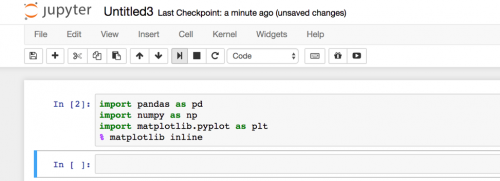 jupyter Untitled3 Last Checkpoint: a minute ago (unsaved changes)
File Edit View Insert Cell Kernel Widgets Help
Code
In [2]: import pandas as pd
import numpy as np
import matplotlib.pyplot as plt
% matplotlib inline
In [ ]: